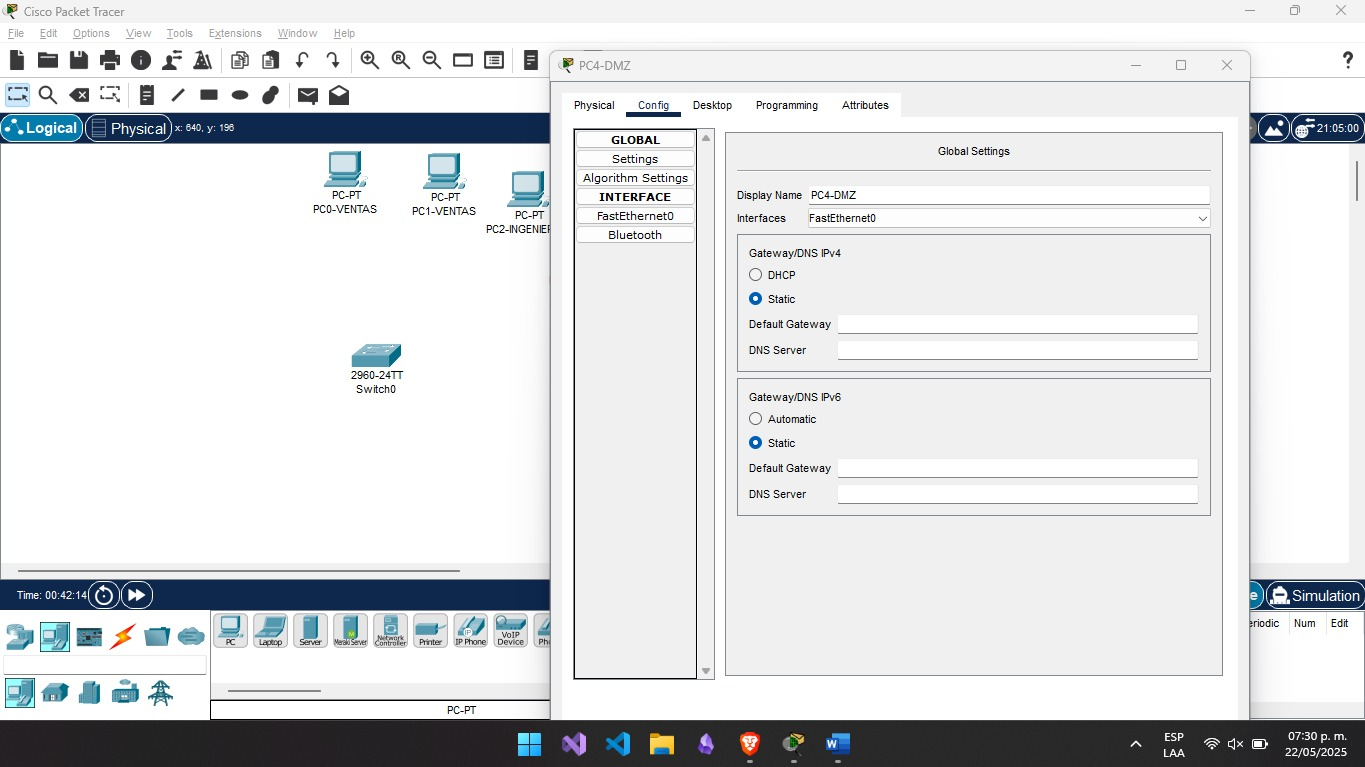 Cisco Packet Tracer
File Edit Options View Tools Extensions Window Help
PC4-DMZ
Logical Physical x: 640, y: 196 21:05:00
Physical Config Desktop Programming Attributes
GLOBAL
Settings
Algorithm Settings
INTERFACE
FastEthernet0
Bluetooth
Global Settings
Display Name PC4-DMZ
Interfaces FastEthernet0
Gateway/DNS IPv4
DHCP
Static
Default Gateway
DNS Server
Gateway/DNS IPv6
Automatic
Static
Default Gateway
DNS Server
PC-PT
PC0-VENTAS
PC-PT
PC1-VENTAS
PC-PT
PC2-INGENIER
2960-24TT
Switch0
Time: 00:42:14
e Simulation
eriodic Num Edit
PC Laptop Server Meraki Server Network Controller Printer IP Phone VoIP Device Pho
PC-PT
ESP
LAA
07:30 p. m.
22/05/2025